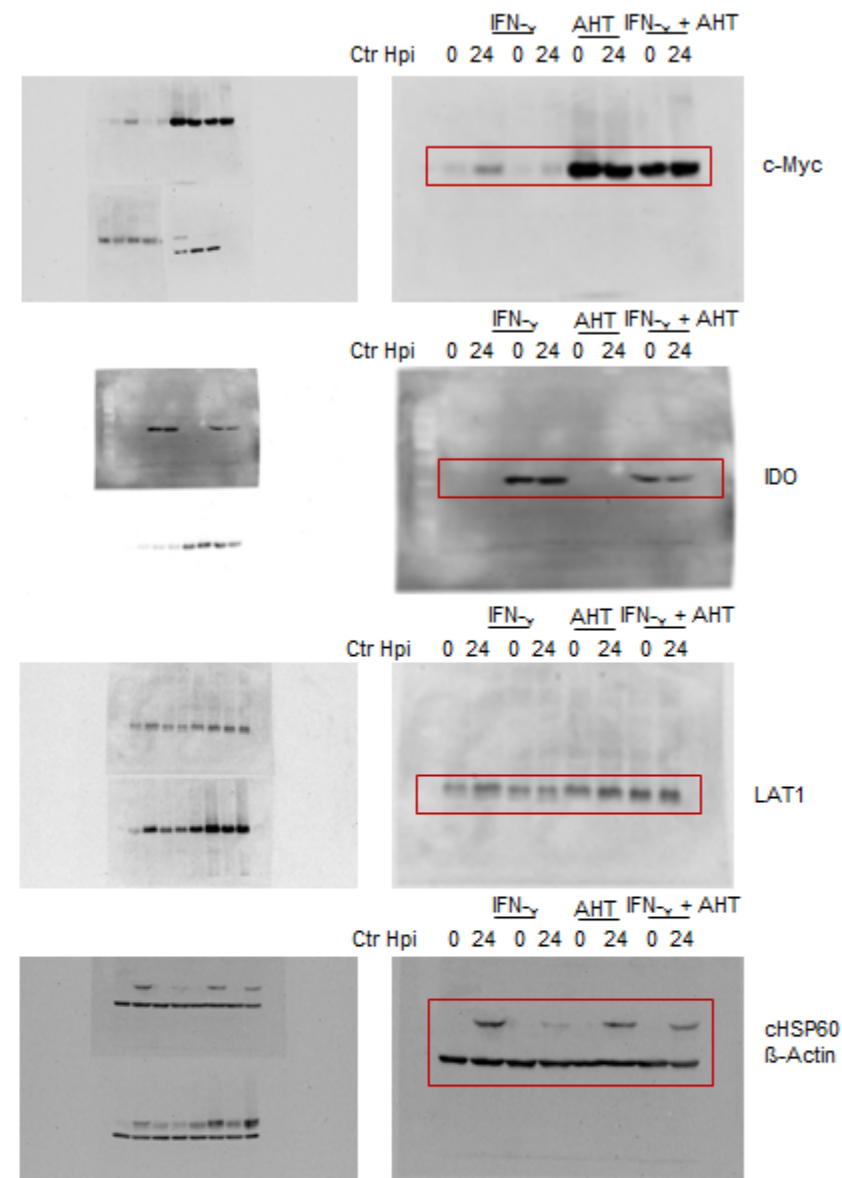 IFN-ᵧ AHT IFN-ᵧ + AHT
Ctr Hpi 0 24 0 24 0 24 0 24
c-Myc
IFN-ᵧ AHT IFN-ᵧ + AHT
Ctr Hpi 0 24 0 24 0 24 0 24
IDO
IFN-ᵧ AHT IFN-ᵧ + AHT
Ctr Hpi 0 24 0 24 0 24 0 24
LAT1
IFN-ᵧ AHT IFN-ᵧ + AHT
Ctr Hpi 0 24 0 24 0 24 0 24
cHSP60
ß-Actin